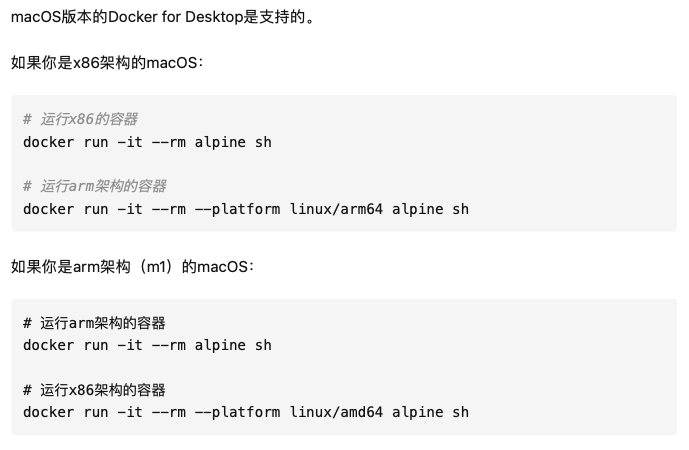 macOS版本的Docker for Desktop是支持的。
如果你是x86架构的macOS：
# 运行x86的容器
docker run -it --rm alpine sh
# 运行arm架构的容器
docker run -it --rm --platform linux/arm64 alpine sh
如果你是arm架构（m1）的macOS：
# 运行arm架构的容器
docker run -it --rm alpine sh
# 运行x86架构的容器
docker run -it --rm --platform linux/amd64 alpine sh